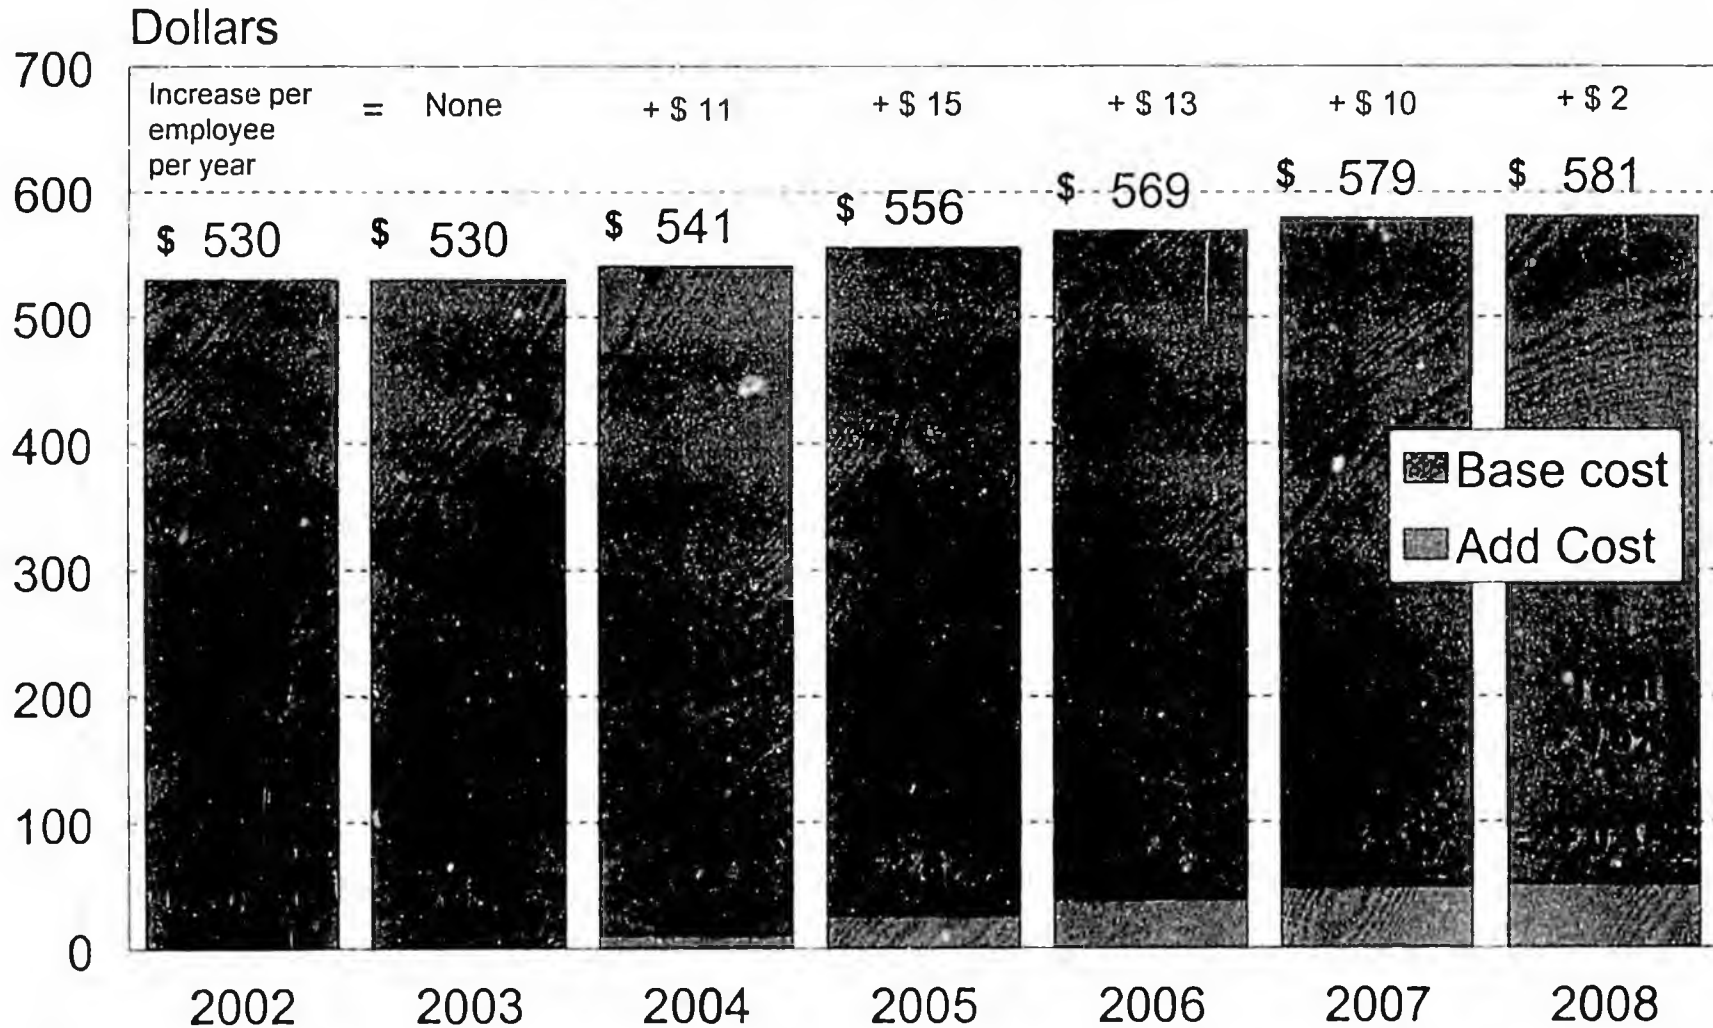 Dollars
700
600
500
400
300
200
100
0
Increase per
employee
per year
= None
+ $ 11
+ $ 15
+ $ 13
+ $ 10
+ $ 2
$ 530
$ 530
$ 541
$ 556
$ 569
$ 579
$ 581
Base cost
Add Cost
2002
2003
2004
2005
2006
2007
2008